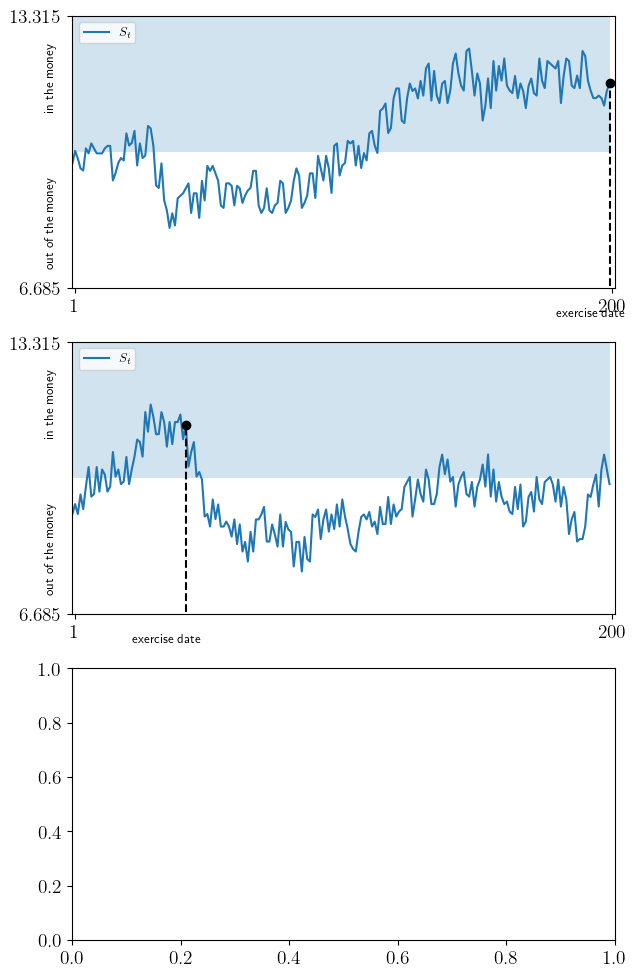 13.315
S_t
in the money
out of the money
6.685
1
200
exercise date
13.315
S_t
in the money
out of the money
6.685
1
200
exercise date
1.0
0.8
0.6
0.4
0.2
0.0
0.0
0.2
0.4
0.6
0.8
1.0